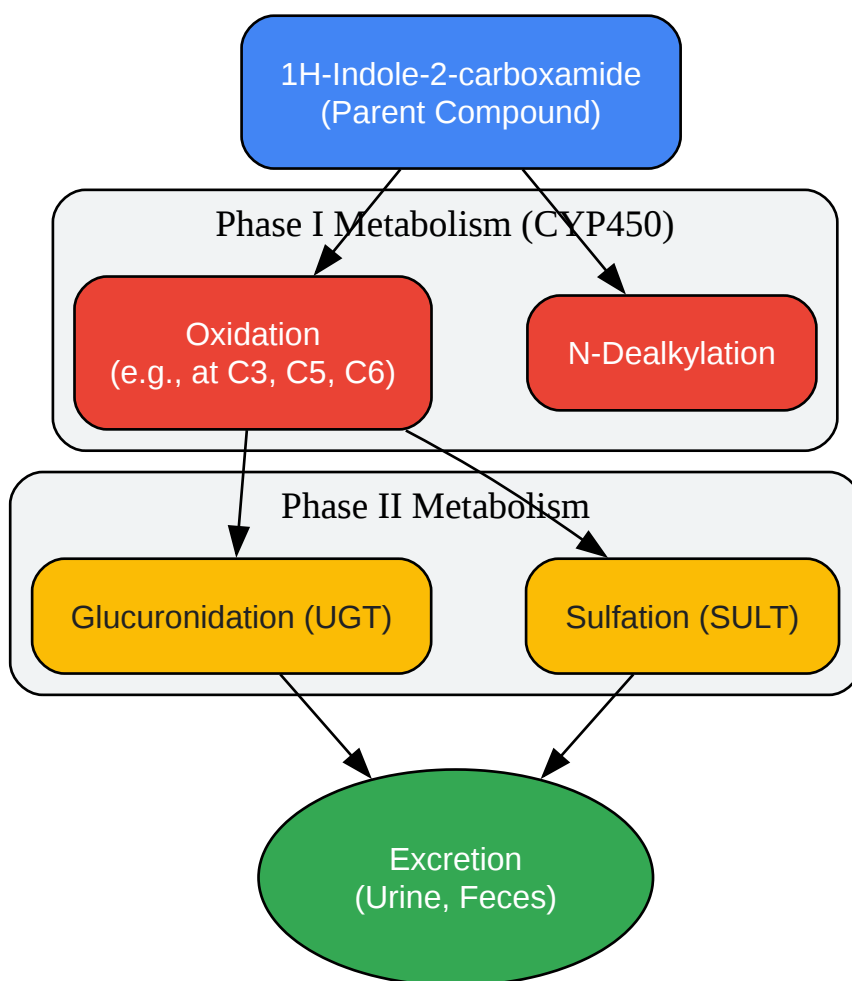 1H-Indole-2-carboxamide
(Parent Compound)
Phase I Metabolism (CYP450)
Oxidation
(e.g., at C3, C5, C6)
N-Dealkylation
Phase II Metabolism
Glucuronidation (UGT)
Sulfation (SULT)
Excretion
(Urine, Feces)